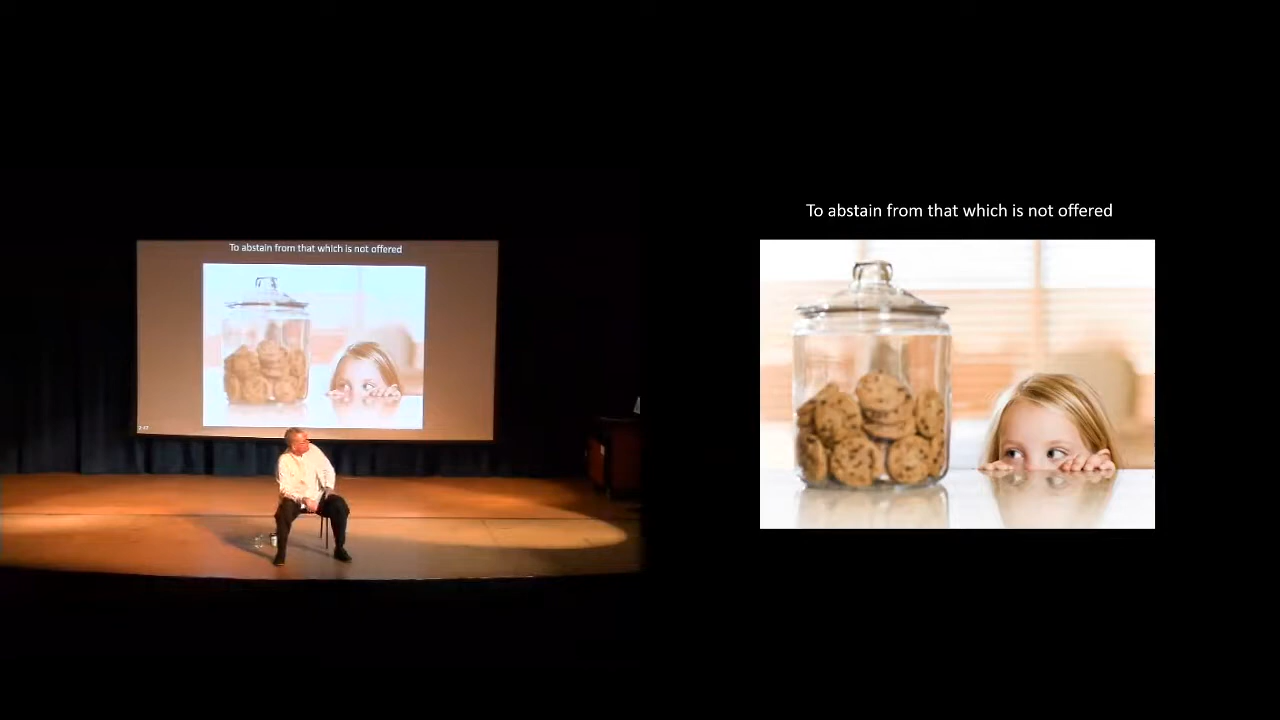 To abstain from that which is not offered
To abstain from that which is not offered